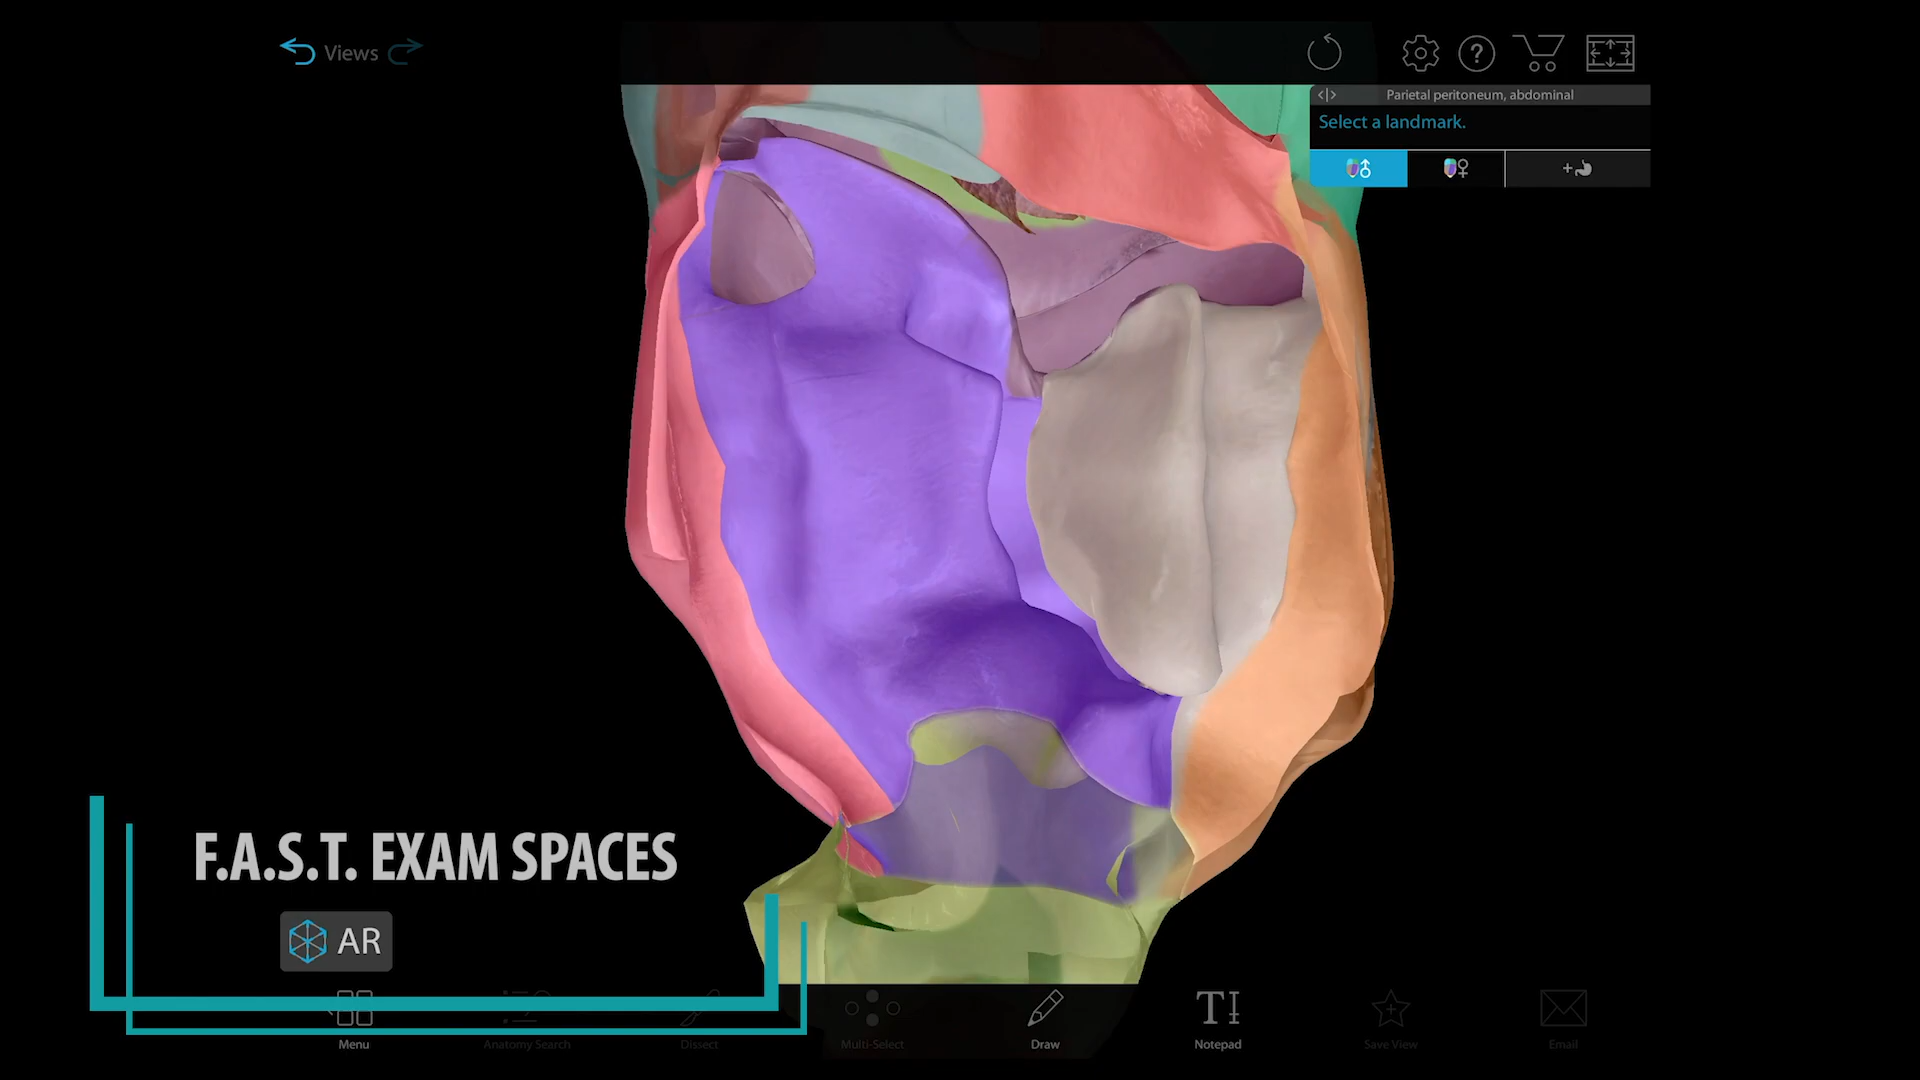 Views
Parietal peritoneum, abdominal
Select a landmark.
F.A.S.T. EXAM SPACES
AR
Menu
Anatomy Search
Dissect
Multi-Select
Draw
Notepad
Save View
Email